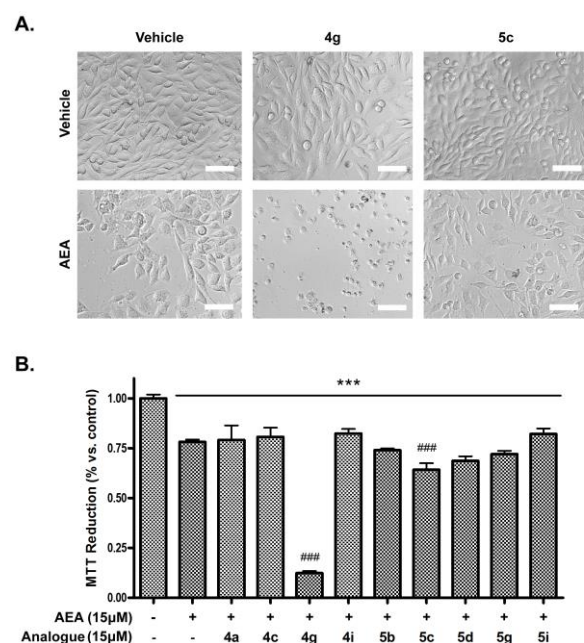 A.
Vehicle 4g 5c
Vehicle
AEA
B.
***
1.00
0.75
0.50
0.25
0.00
MTT Reduction (% vs. control)
###
###
AEA (15µM) - + + + + + + + + + +
Analogue (15µM) - - 4a 4c 4g 4i 5b 5c 5d 5g 5i